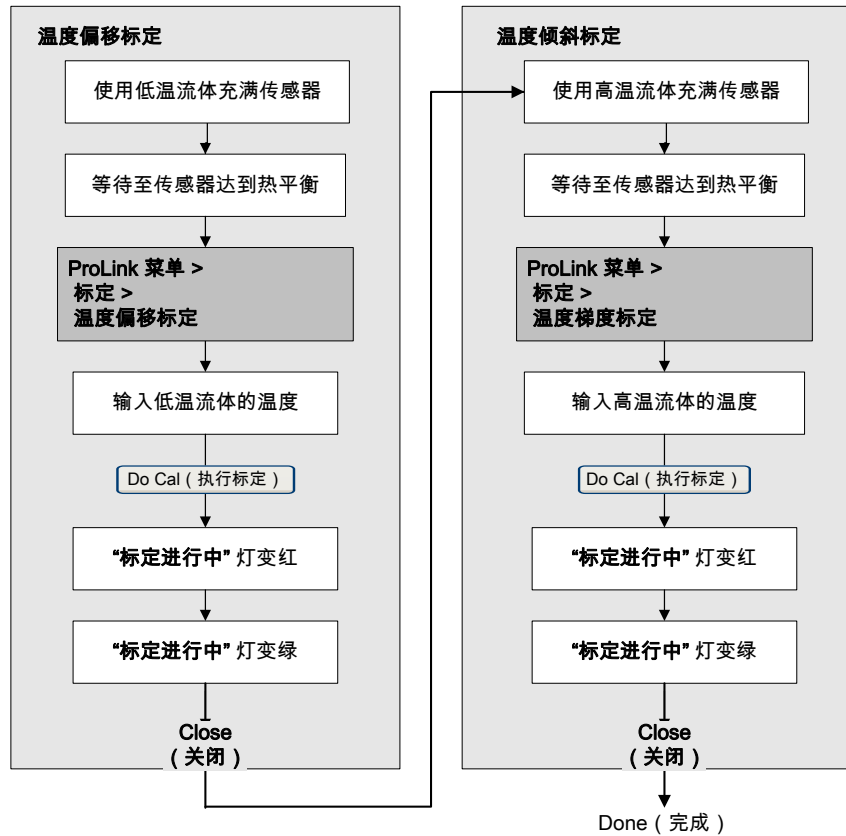 温度偏移标定
使用低温流体充满传感器
等待至传感器达到热平衡
ProLink 菜单 >
标定 >
温度偏移标定
输入低温流体的温度
Do Cal（执行标定）
“标定进行中” 灯变红
“标定进行中” 灯变绿
Close
（关闭）
温度倾斜标定
使用高温流体充满传感器
等待至传感器达到热平衡
ProLink 菜单 >
标定 >
温度梯度标定
输入高温流体的温度
Do Cal（执行标定）
“标定进行中” 灯变红
“标定进行中” 灯变绿
Close
（关闭）
Done（完成）